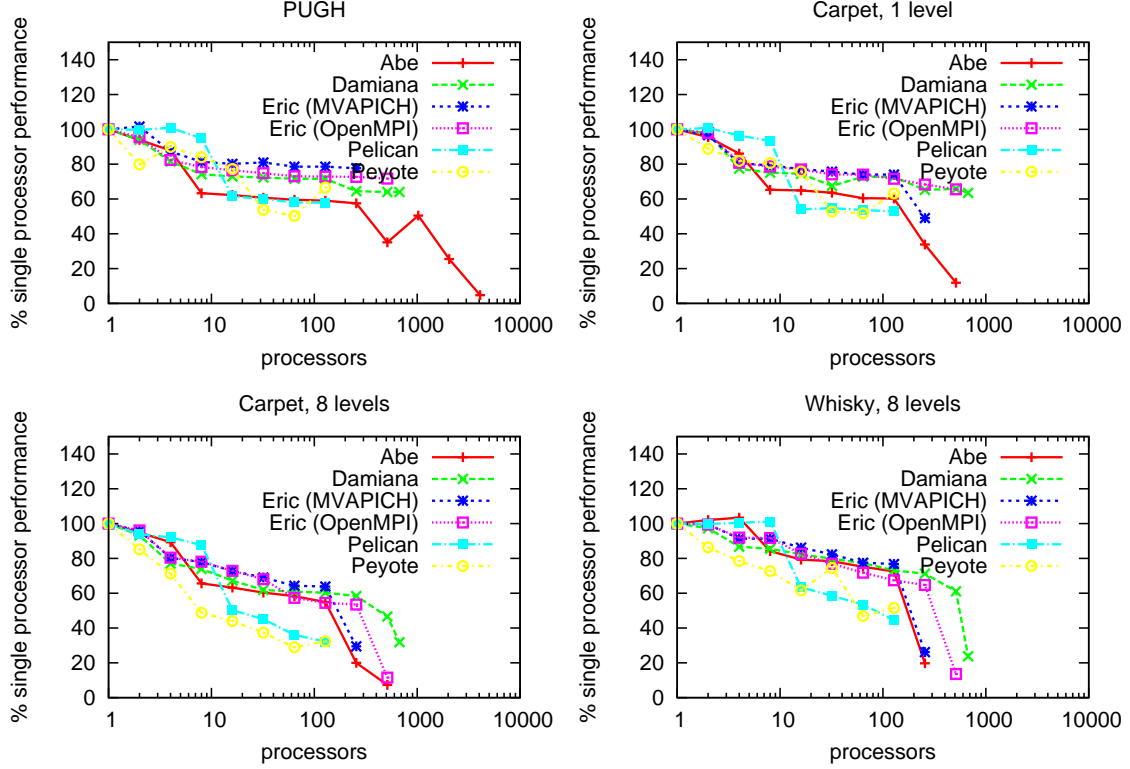 PUGH
% single processor performance
140
120
100
80
60
40
20
0
1
10
100
1000
10000
processors
Abe
Damiana
Eric (MVAPICH)
Eric (OpenMPI)
Pelican
Peyote
Carpet, 1 level
% single processor performance
140
120
100
80
60
40
20
0
1
10
100
1000
10000
processors
Abe
Damiana
Eric (MVAPICH)
Eric (OpenMPI)
Pelican
Peyote
Carpet, 8 levels
% single processor performance
140
120
100
80
60
40
20
0
1
10
100
1000
10000
processors
Abe
Damiana
Eric (MVAPICH)
Eric (OpenMPI)
Pelican
Peyote
Whisky, 8 levels
% single processor performance
140
120
100
80
60
40
20
0
1
10
100
1000
10000
processors
Abe
Damiana
Eric (MVAPICH)
Eric (OpenMPI)
Pelican
Peyote